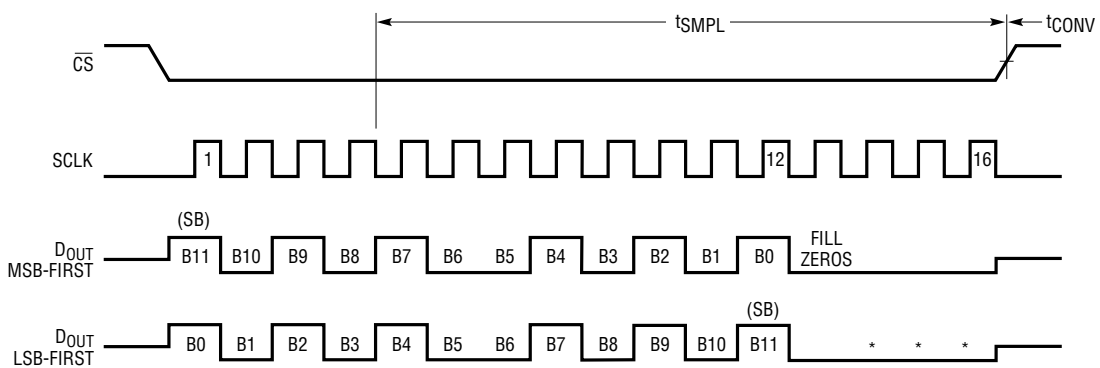 tSMPL tCONV
CS
SCLK 1 12 16
(SB)
DOUT
MSB-FIRST
B11 B10 B9 B8 B7 B6 B5 B4 B3 B2 B1 B0
FILL
ZEROS
(SB)
DOUT
LSB-FIRST
B0 B1 B2 B3 B4 B5 B6 B7 B8 B9 B10 B11 * * *